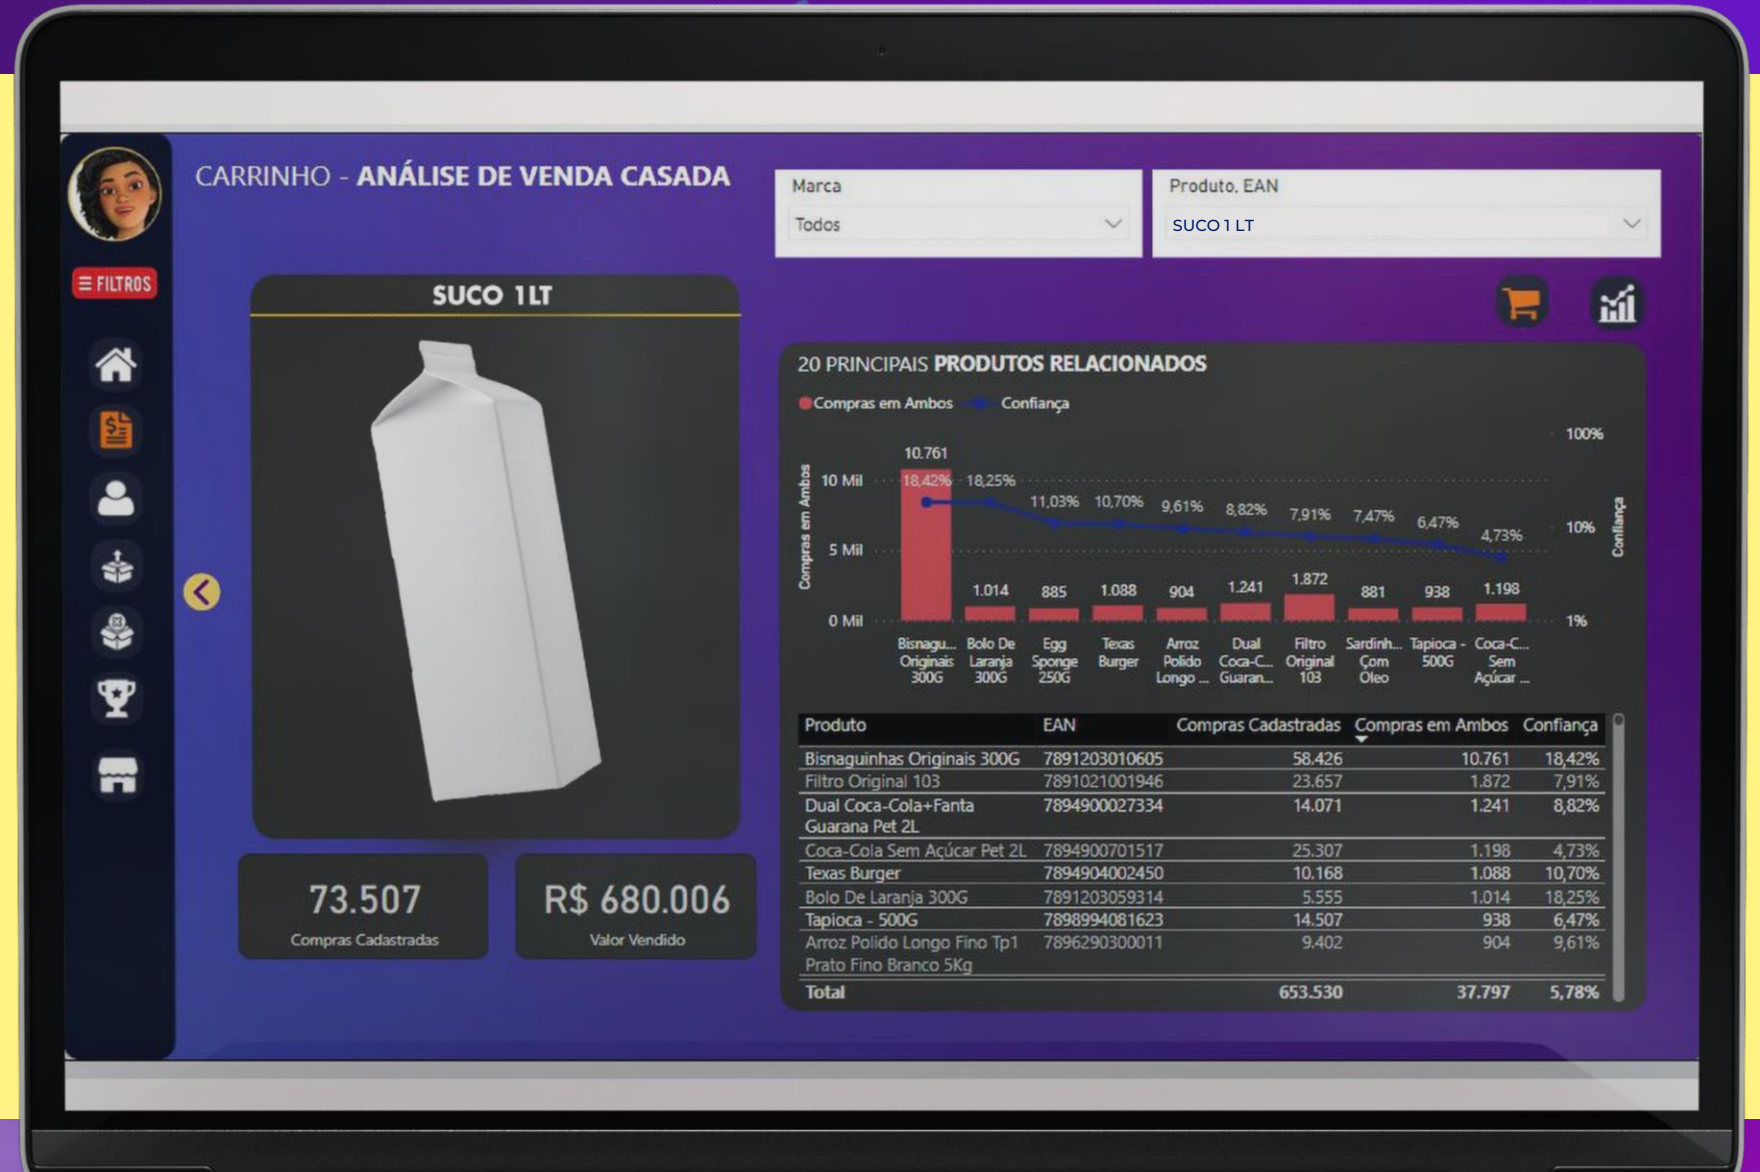 CARRINHO - ANÁLISE DE VENDA CASADA
Marca
Todos
Produto, EAN
SUCO 1 LT
FILTROS
SUCO 1LT
73.507
Compras Cadastradas
R$ 680.006
Valor Vendido
20 PRINCIPAIS PRODUTOS RELACIONADOS
Compras em Ambos
Confiança
Compras em Ambos
10 Mil
5 Mil
0 Mil
100%
10%
1%
Confiança
10.761
18,42% 18,25% 11,03% 10,70% 9,61% 8,82% 7,91% 7,47% 6,47% 4,73%
1.014 885 1.088 904 1.241 1.872 881 938 1.198
Bisnagu... Originais 300G
Bolo De Laranja 300G
Egg Sponge 250G
Texas Burger
Arroz Polido Longo ...
Dual Coca-C... Guaran...
Filtro Original 103
Sardinh... Com Óleo
Tapioca - 500G
Coca-C... Sem Açúcar ...
Produto EAN Compras Cadastradas Compras em Ambos Confiança
Bisnaguinhas Originais 300G 7891203010605 58.426 10.761 18,42%
Filtro Original 103 7891021001946 23.657 1.872 7,91%
Dual Coca-Cola+Fanta 7894900027334 14.071 1.241 8,82%
Guarana Pet 2L
Coca-Cola Sem Açúcar Pet 2L 7894900701517 25.307 1.198 4,73%
Texas Burger 7894904002450 10.168 1.088 10,70%
Bolo De Laranja 300G 7891203059314 5.555 1.014 18,25%
Tapioca - 500G 7898994081623 14.507 938 6,47%
Arroz Polido Longo Fino Tp1 7896290300011 9.402 904 9,61%
Prato Fino Branco 5Kg
Total 653.530 37.797 5,78%